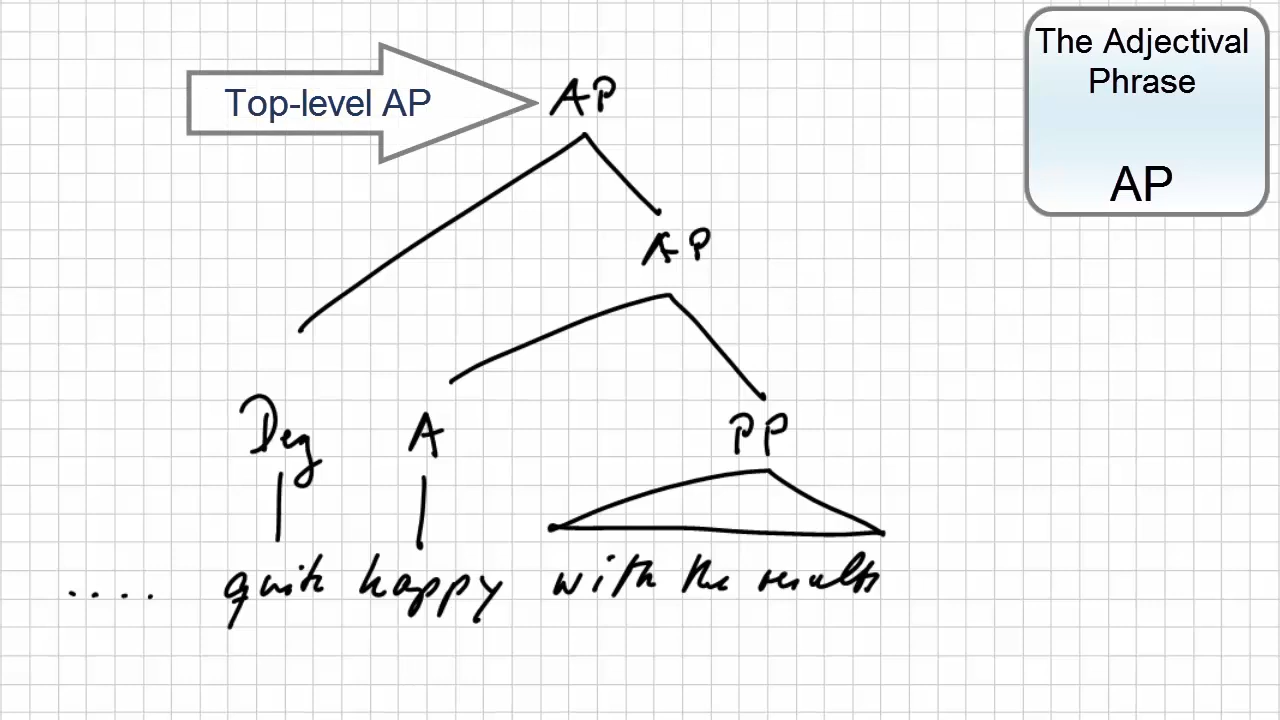 The Adjectival
Phrase
AP
Top-level AP
AP
AP
Deg A PP
.... quite happy with the results